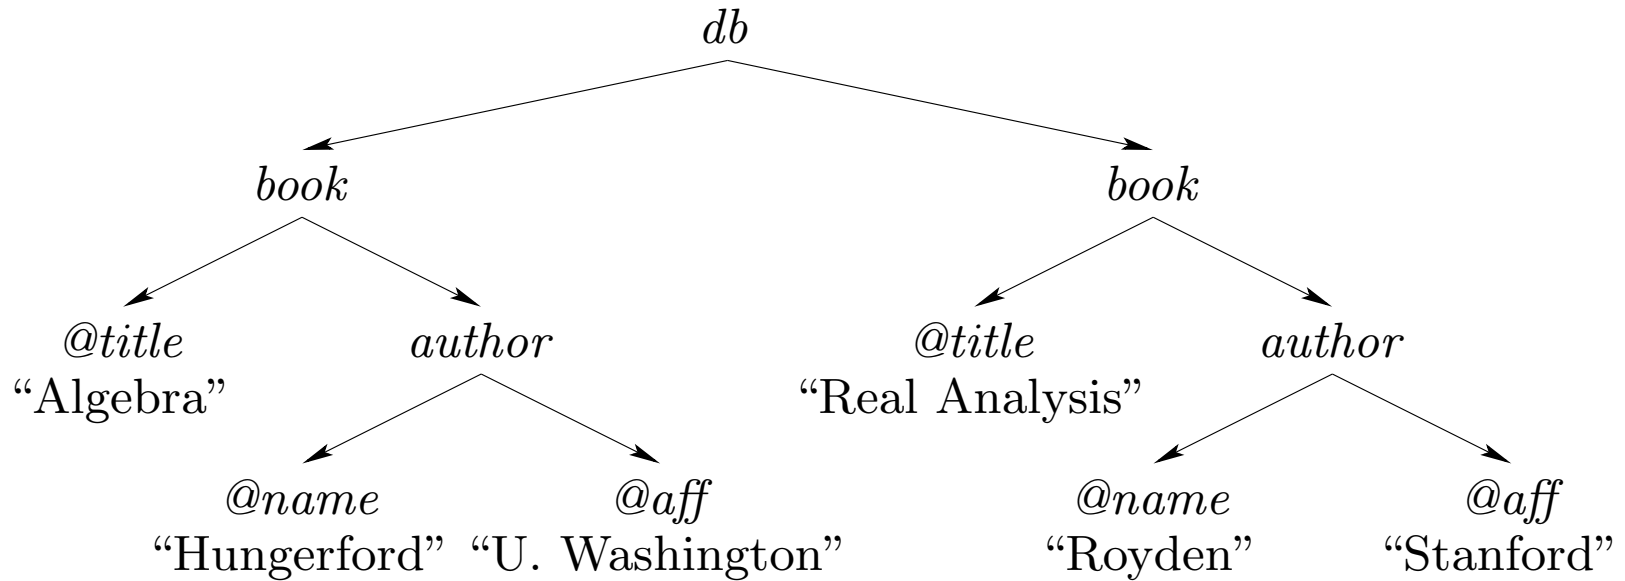 db
book book
@title author @title author
“Algebra” “Real Analysis”
@name @aff @name @aff
“Hungerford” “U. Washington” “Royden” “Stanford”